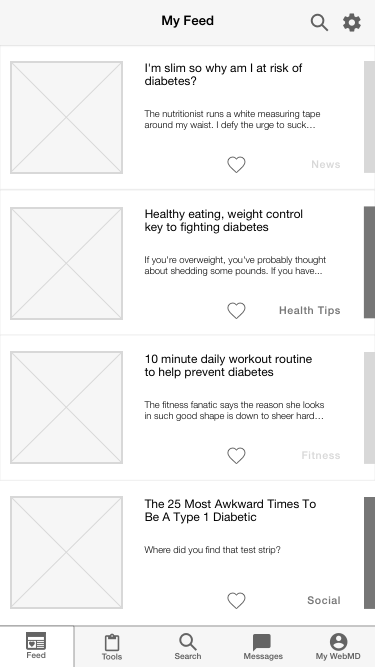 My Feed
I'm slim so why am I at risk of
diabetes?
The nutritionist runs a white measuring tape
around my waist. I defy the urge to suck...
News
Healthy eating, weight control
key to fighting diabetes
If you're overweight, you've probably thought
about shedding some pounds. If you have...
Health Tips
10 minute daily workout routine
to help prevent diabetes
The fitness fanatic says the reason she looks
in such good shape is down to sheer hard...
Fitness
The 25 Most Awkward Times To
Be A Type 1 Diabetic
Where did you find that test strip?
Social
Feed
Tools
Search
Messages
My WebMD